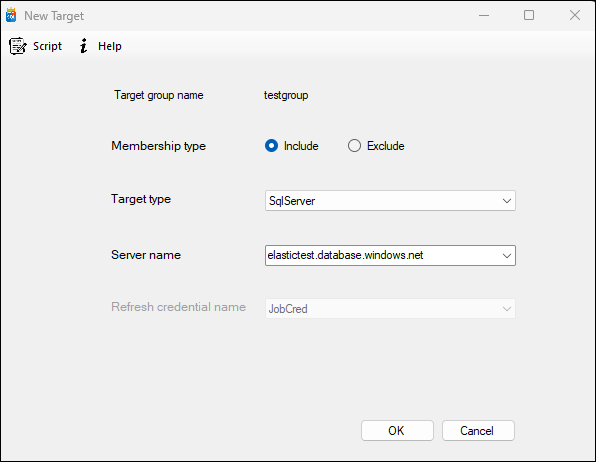 New Target
Script Help
Target group name testgroup
Membership type Include Exclude
Target type SqlServer
Server name elastictest.database.windows.net
Refresh credential name JobCred
OK Cancel